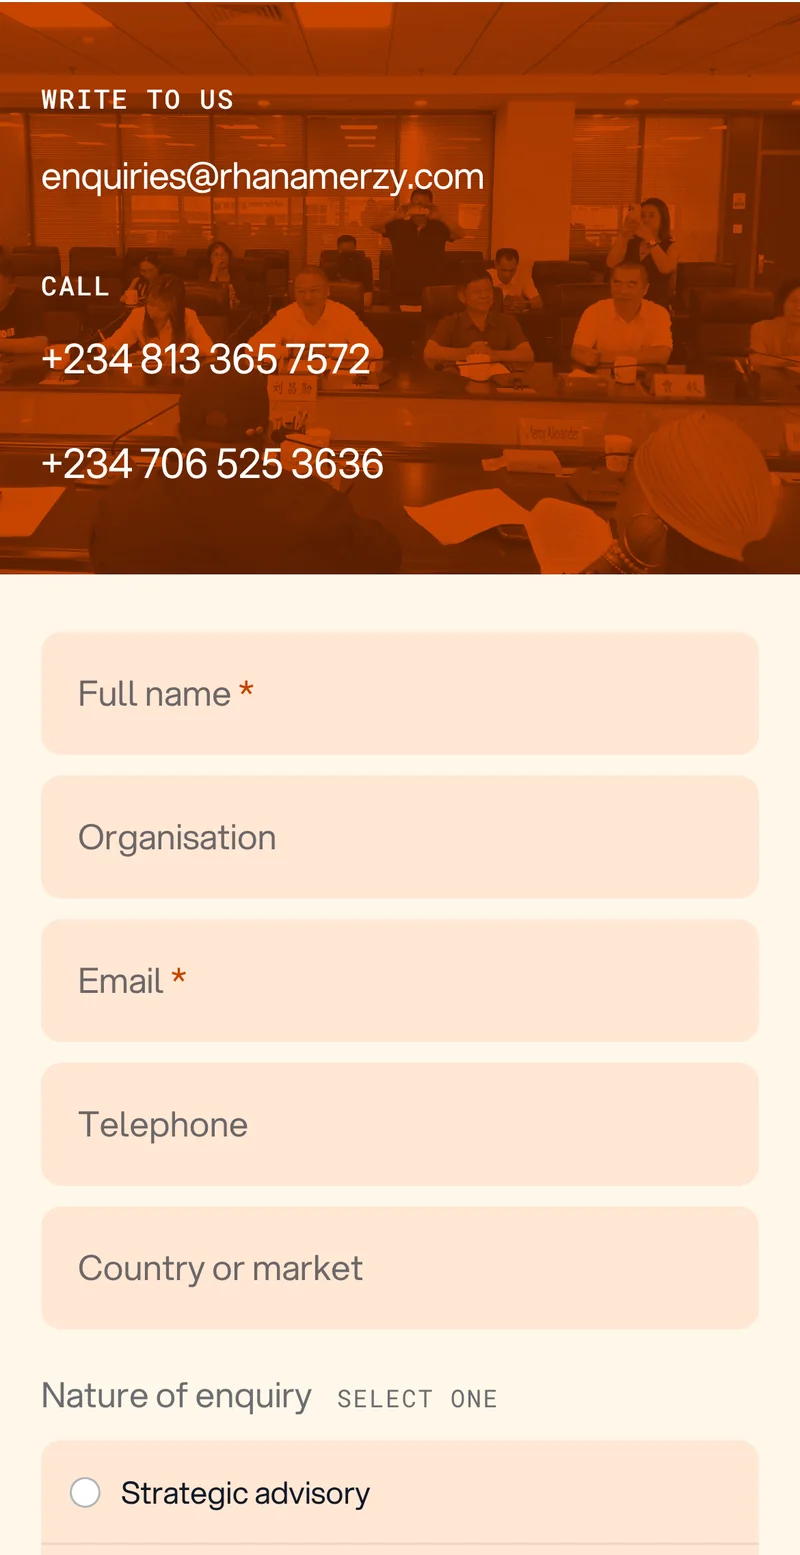 WRITE TO US
enquiries@rhanamerzy.com
CALL
+234 813 365 7572
+234 706 525 3636
Full name *
Organisation
Email *
Telephone
Country or market
Nature of enquiry SELECT ONE
Strategic advisory